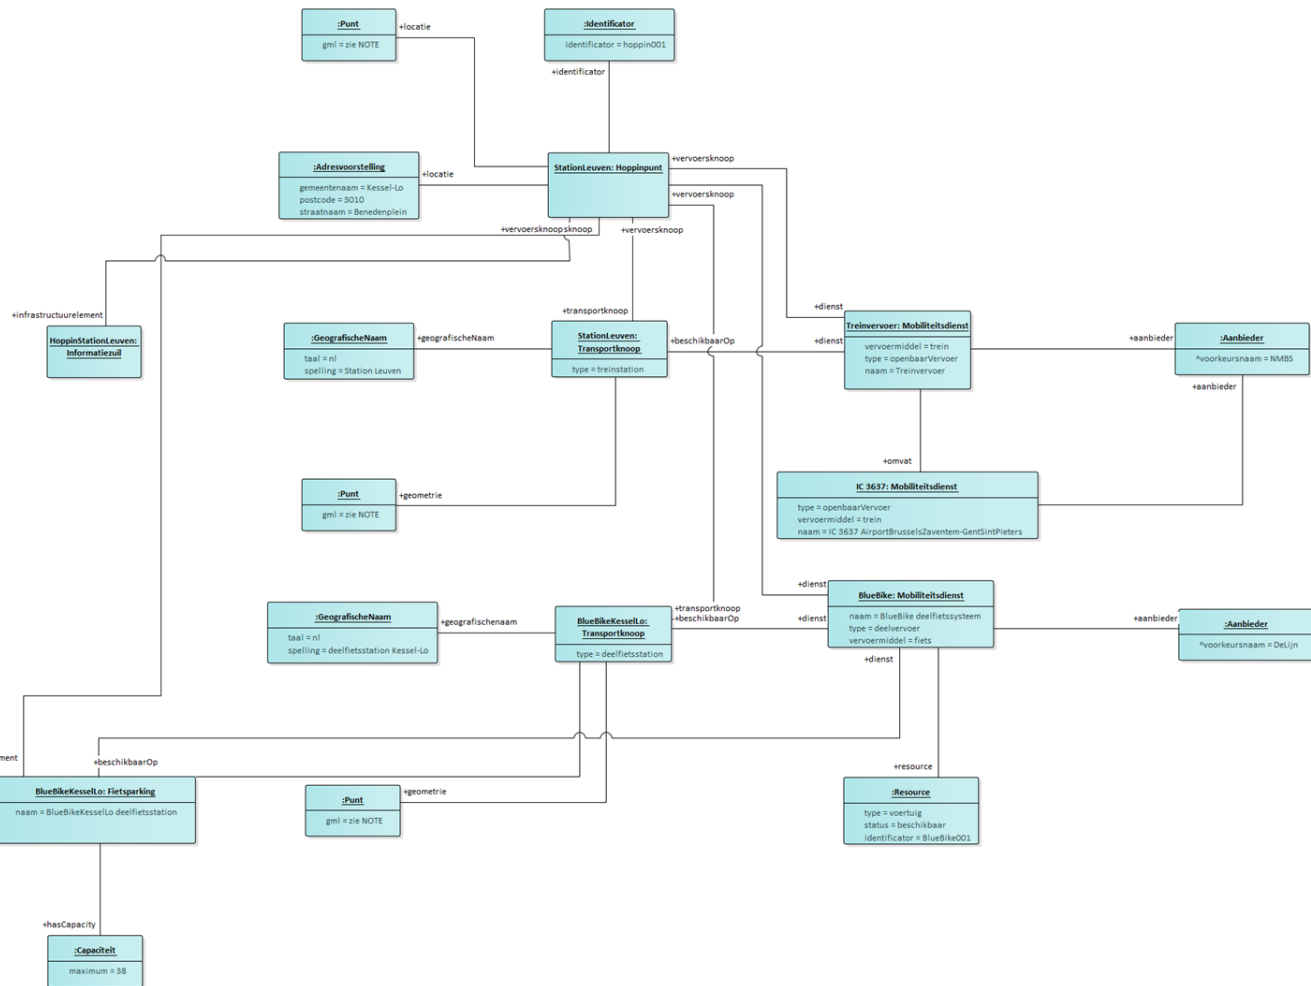 :Punt
gml = zie NOTE
+locatie
:Identificator
identificator = hoppin001
+identificator
:Adresvoorstelling
gemeentenaam = Kessel-Lo
postcode = 3010
straatnaam = Benedenplein
+locatie
StationLeuven: Hoppinpunt
+vervoersknoop
+vervoersknoop
+vervoersknoop
sknoop
+vervoersknoop
+infrastructuurelement
HoppinStationLeuven:
Informatiezuil
:GeografischeNaam
taal = nl
spelling = Station Leuven
+geografischeNaam
+transportknoop
StationLeuven:
Transportknoop
type = treinstation
+beschikbaarOp
+dienst
+dienst
Treinvervoer: Mobiliteitsdienst
vervoermiddel = trein
type = openbaarVervoer
naam = Treinvervoer
+aanbieder
:Aanbieder
^voorkeursnaam = NMBS
+aanbieder
+omvat
IC 3637: Mobiliteitsdienst
type = openbaarVervoer
vervoermiddel = trein
naam = IC 3637 AirportBrusselsZaventem-GentSintPieters
:Punt
gml = zie NOTE
+geometrie
:GeografischeNaam
taal = nl
spelling = deelfietsstation Kessel-Lo
+geografischenaam
BlueBikeKesselLo:
Transportknoop
type = deelfietsstation
+transportknoop
+beschikbaarOp
+dienst
+dienst
BlueBike: Mobiliteitsdienst
naam = BlueBike deelfietssysteem
type = deelvervoer
vervoermiddel = fiets
+dienst
+aanbieder
:Aanbieder
^voorkeursnaam = DeLijn
ment
+beschikbaarOp
BlueBikeKesselLo: Fietsparking
naam = BlueBikeKesselLo deelfietsstation
:Punt
gml = zie NOTE
+geometrie
+resource
:Resource
type = voertuig
status = beschikbaar
identificator = BlueBike001
+hasCapacity
:Capaciteit
maximum = 38